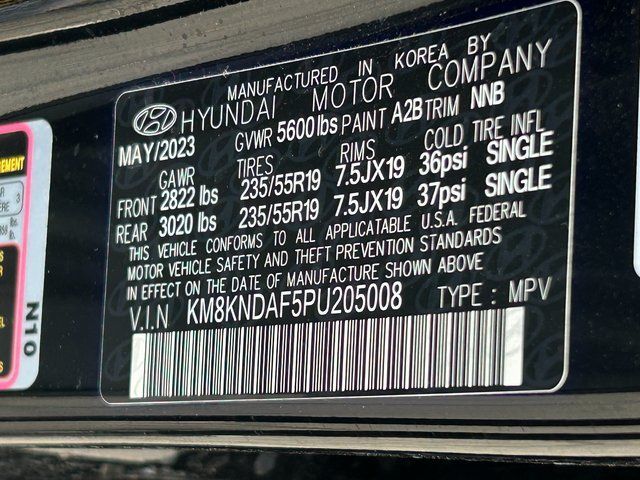 MANUFACTURED IN KOREA BY
HYUNDAI MOTOR COMPANY
MAY/2023 GVWR 5600lbs PAINT A2B TRIM NNB
GAWR TIRES RIMS COLD TIRE INFL
FRONT 2822 lbs 235/55R19 7.5JX19 36psi SINGLE
REAR 3020 lbs 235/55R19 7.5JX19 37psi SINGLE
THIS VEHICLE CONFORMS TO ALL APPLICATABLE U.S.A. FEDERAL
MOTOR VEHICLE SAFETY AND THEFT PREVENTION STANDARDS
IN EFFECT ON THE DATE OF MANUFACTURE SHOWN ABOVE
V.I.N KM8KNDAF5PU205008 TYPE : MPV
N10